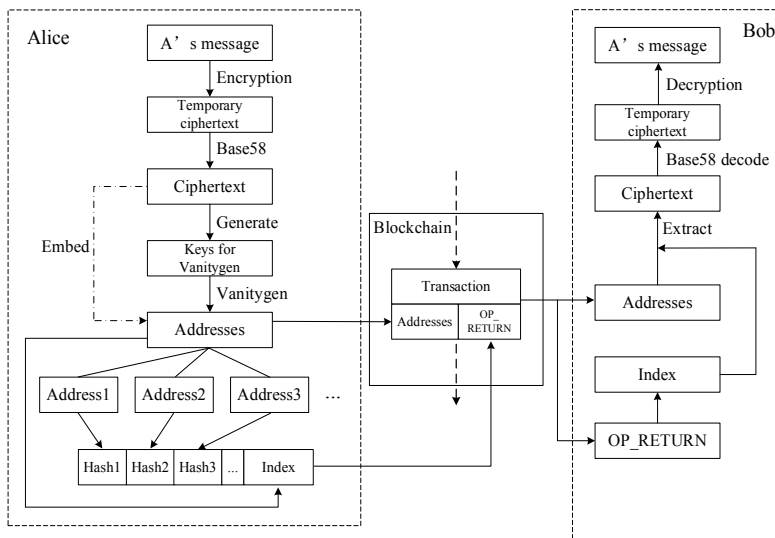 Alice
A’s message
Encryption
Temporary
ciphertext
Base58
Ciphertext
Generate
Embed
Keys for
Vanitygen
Vanitygen
Addresses
Address1
Address2
Address3
...
Hash1
Hash2
Hash3
...
Index
Blockchain
Transaction
Addresses
OP_
RETURN
Bob
A’s message
Decryption
Temporary
ciphertext
Base58 decode
Ciphertext
Extract
Addresses
Index
OP_RETURN